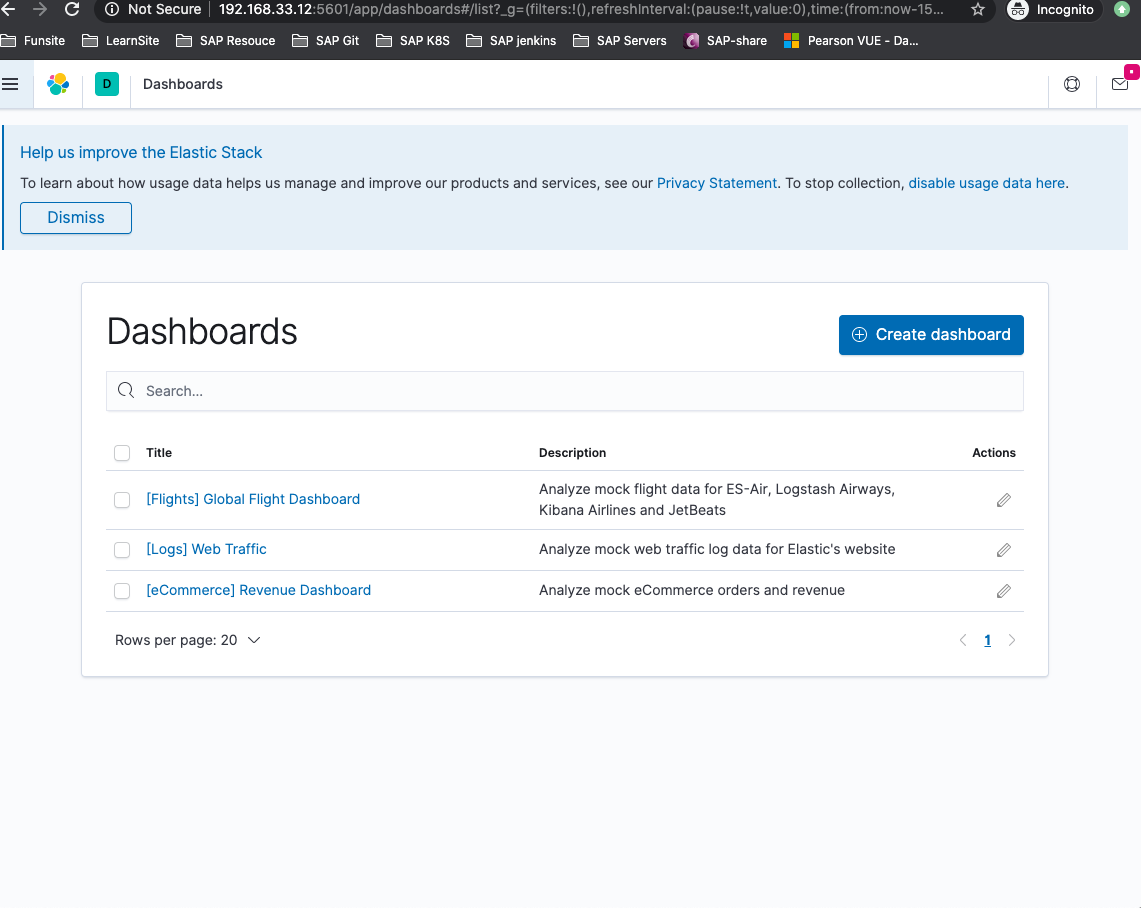 Not Secure 192.168.33.12:5601/app/dashboards#/list?_g=(filters:!(),refreshInterval:(pause:!t,value:0),time:(from:now-15... Incognito
Funsite LearnSite SAP Resouce SAP Git SAP K8S SAP jenkins SAP Servers SAP-share Pearson VUE - Da...
D Dashboards
Help us improve the Elastic Stack
To learn about how usage data helps us manage and improve our products and services, see our Privacy Statement. To stop collection, disable usage data here.
Dismiss
Dashboards
Create dashboard
Search...
Title Description Actions
[Flights] Global Flight Dashboard Analyze mock flight data for ES-Air, Logstash Airways,
Kibana Airlines and JetBeats
[Logs] Web Traffic Analyze mock web traffic log data for Elastic's website
[eCommerce] Revenue Dashboard Analyze mock eCommerce orders and revenue
Rows per page: 20 1